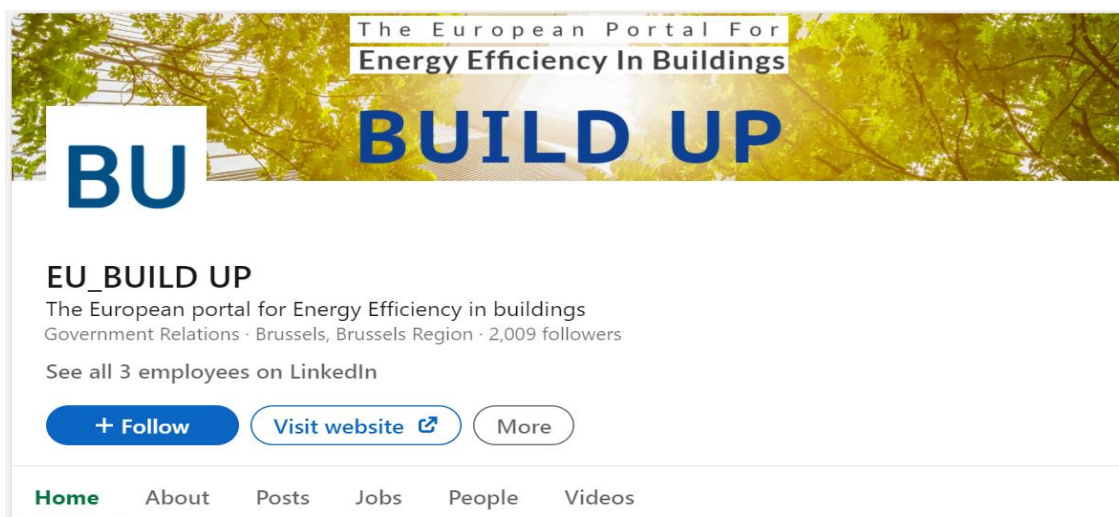 The European Portal For
Energy Efficiency In Buildings
BUILD UP
BU
EU_BUILD UP
The European portal for Energy Efficiency in buildings
Government Relations · Brussels, Brussels Region · 2,009 followers
See all 3 employees on LinkedIn
+ Follow Visit website More
Home About Posts Jobs People Videos